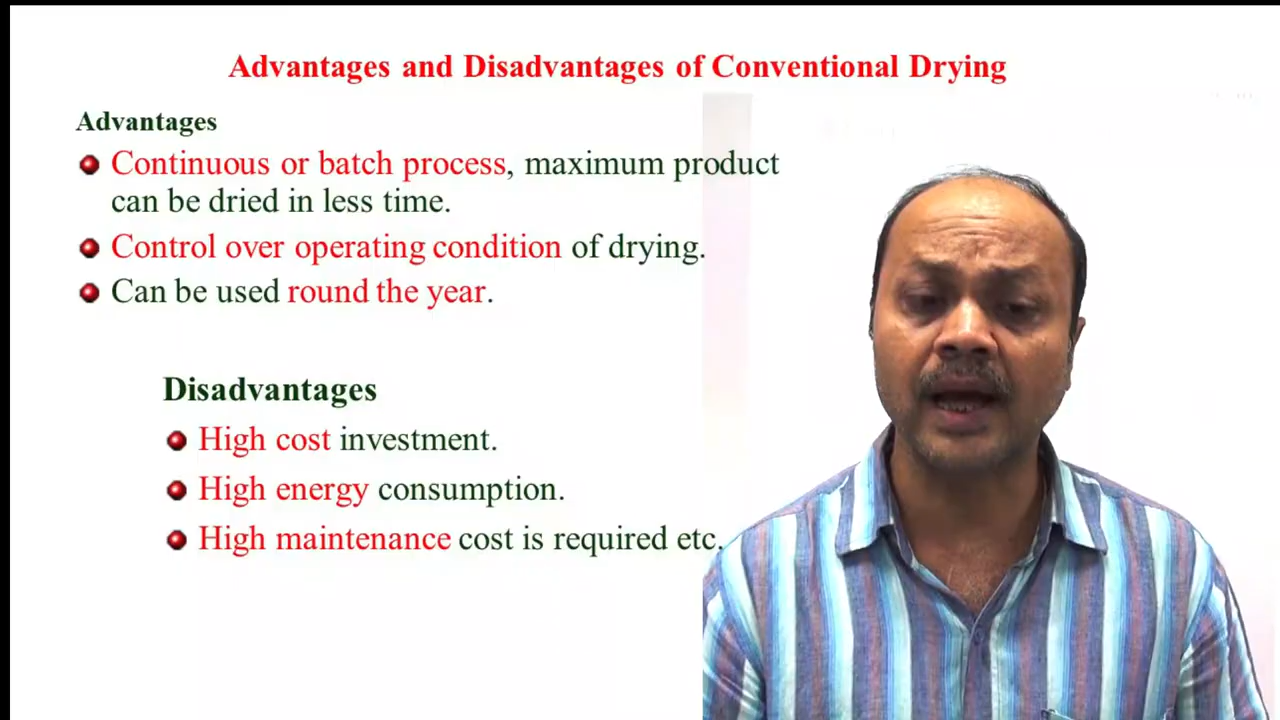 Advantages and Disadvantages of Conventional Drying
Advantages
Continuous or batch process, maximum product
can be dried in less time.
Control over operating condition of drying.
Can be used round the year.
Disadvantages
High cost investment.
High energy consumption.
High maintenance cost is required etc.